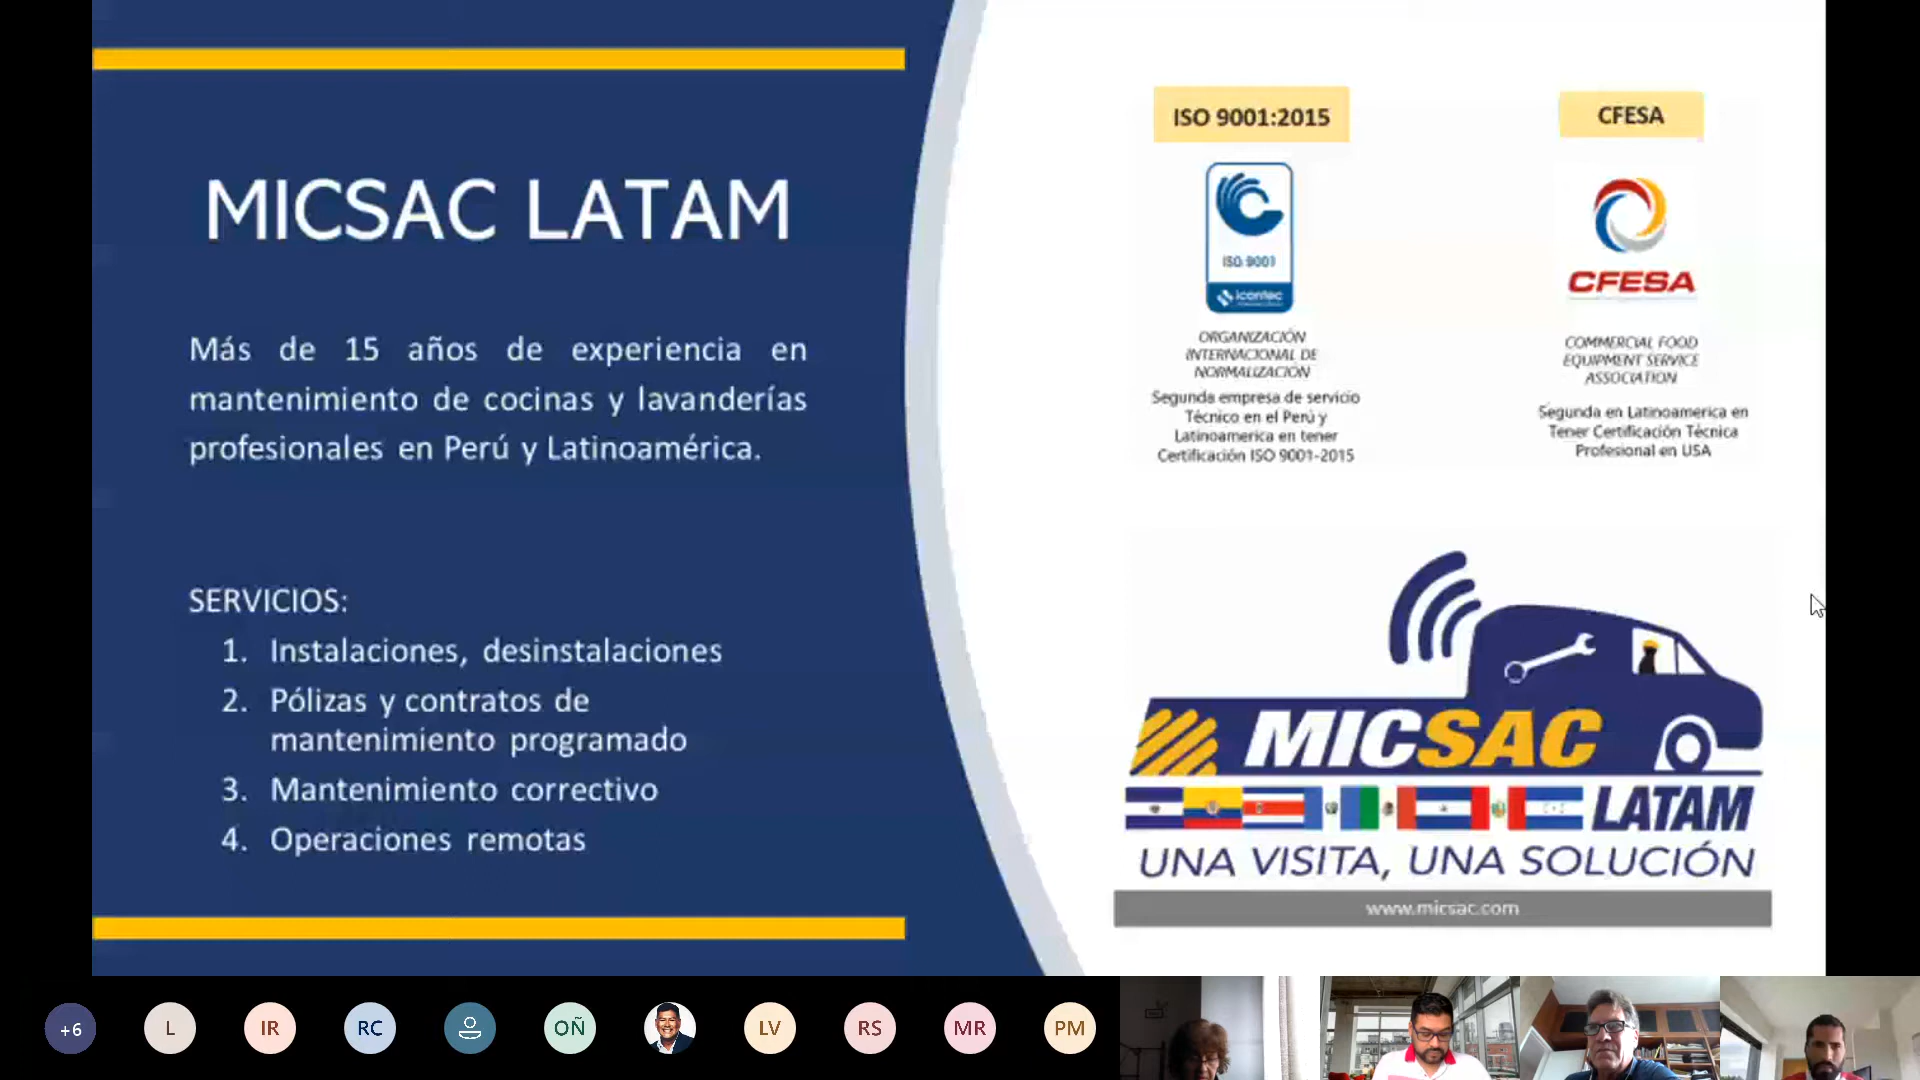 MICSAC LATAM
Más de 15 años de experiencia en
mantenimiento de cocinas y lavanderías
profesionales en Perú y Latinoamérica.
SERVICIOS:
1. Instalaciones, desinstalaciones
2. Pólizas y contratos de
mantenimiento programado
3. Mantenimiento correctivo
4. Operaciones remotas
ISO 9001:2015
ISO 9001
icontec
ORGANIZACIÓN
INTERNACIONAL DE
NORMALIZACIÓN
Segunda empresa de servicio
Técnico en el Perú y
Latinoamerica en tener
Certificación ISO 9001-2015
CFESA
CFESA
COMMERCIAL FOOD
EQUIPMENT SERVICE
ASSOCIATION
Segunda en Latinoamerica en
Tener Certificación Técnica
Profesional en USA
MICSAC
LATAM
UNA VISITA, UNA SOLUCIÓN
www.micsac.com
+6 L IR RC OÑ LV RS MR PM